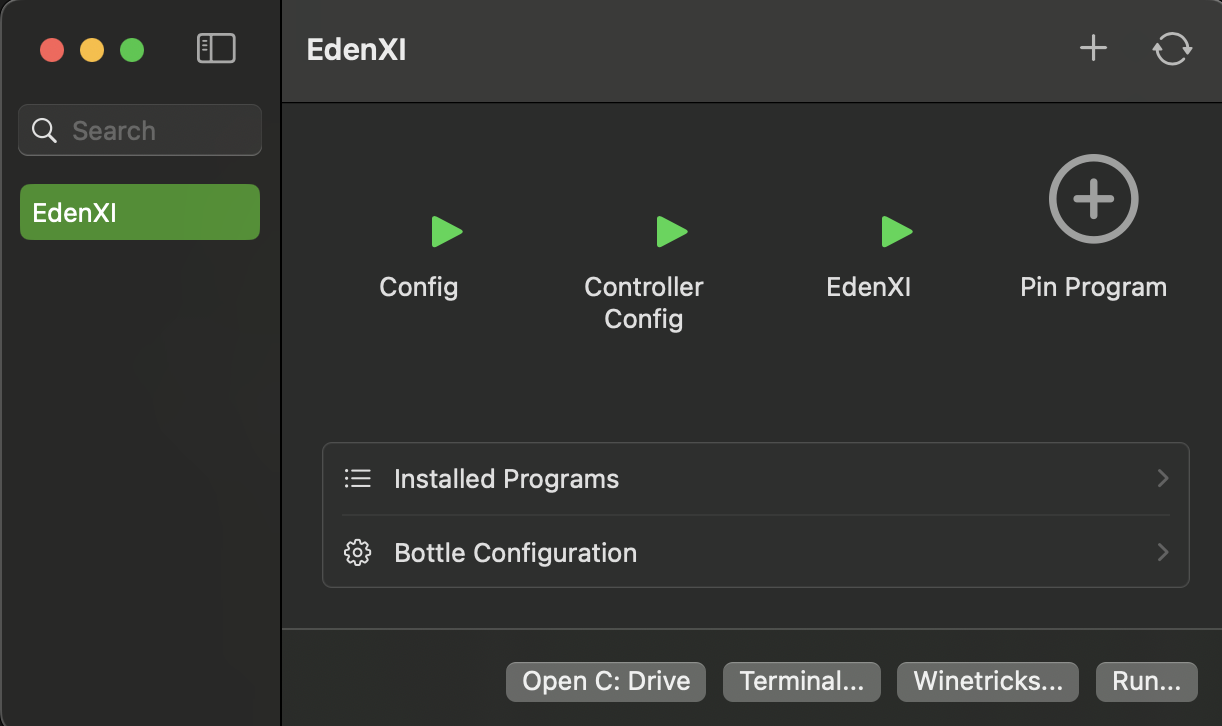 EdenXI
Search
EdenXI
Config
Controller
Config
EdenXI
Pin Program
Installed Programs
Bottle Configuration
Open C: Drive
Terminal...
Winetricks...
Run...